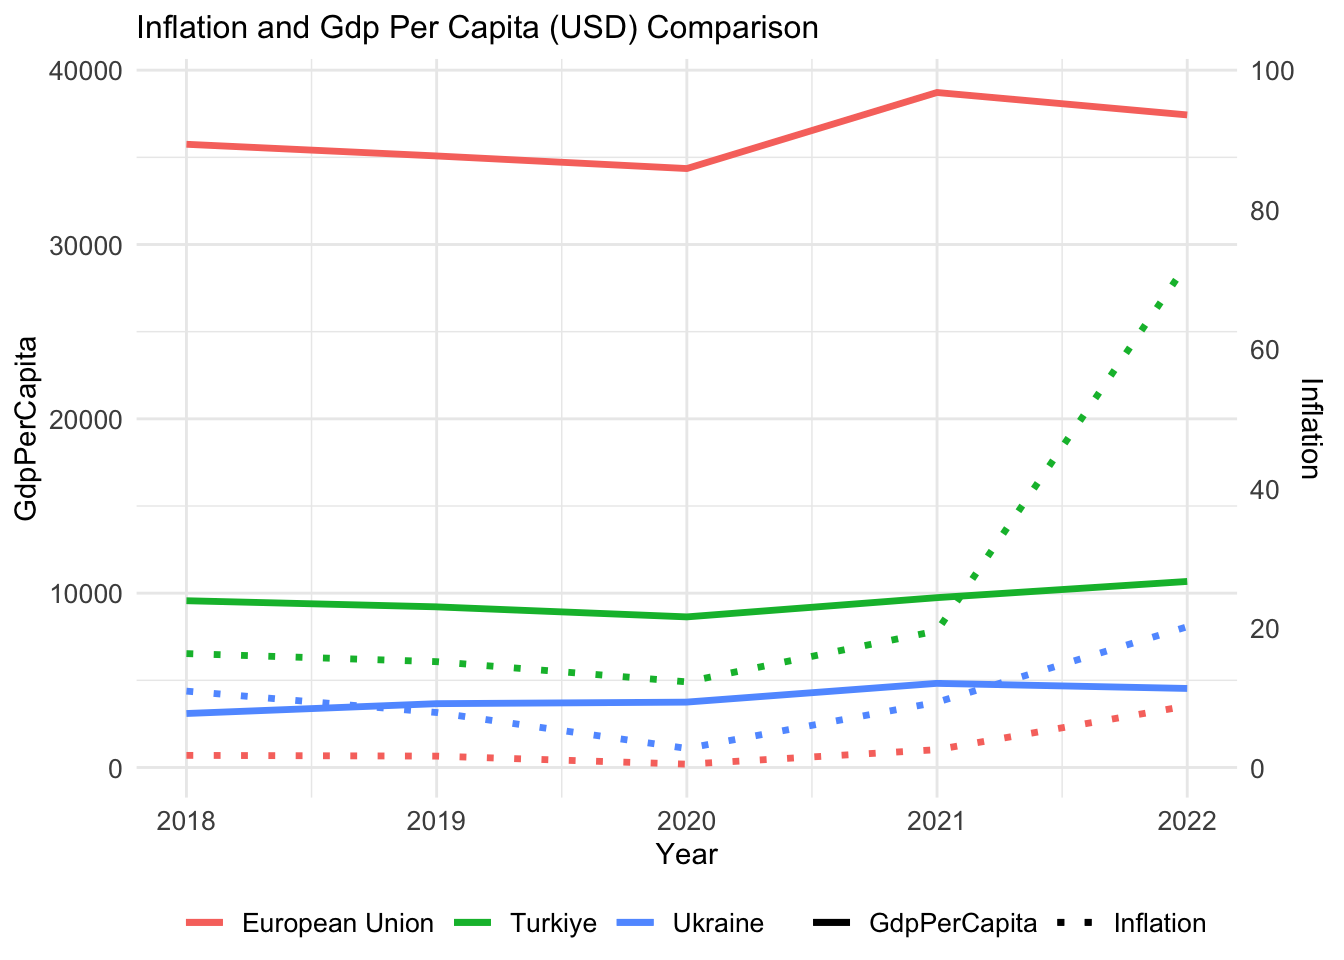 Inflation and Gdp Per Capita (USD) Comparison
40000
30000
20000
10000
0
GdpPerCapita
100
80
60
40
20
0
Inflation
2018 2019 2020 2021 2022
Year
European Union Turkiye Ukraine GdpPerCapita Inflation